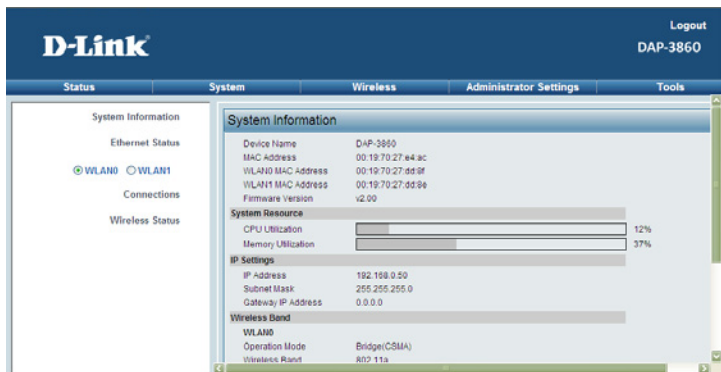 Logout
D-Link
DAP-3860
Status System Wireless Administrator Settings Tools
System Information
Ethernet Status
WLAN0 WLAN1
Connections
Wireless Status
System Information
Device Name DAP-3860
MAC Address 00:19:70:27:e4:ac
WLAN0 MAC Address 00:19:70:27:dd:8f
WLAN1 MAC Address 00:19:70:27:dd:8e
Firmware Version v2.00
System Resource
CPU Utilization 12%
Memory Utilization 37%
IP Settings
IP Address 192.168.0.50
Subnet Mask 255.255.255.0
Gateway IP Address 0.0.0.0
Wireless Band
WLAN0
Operation Mode Bridge(CSMA)
Wireless Band 802.11a